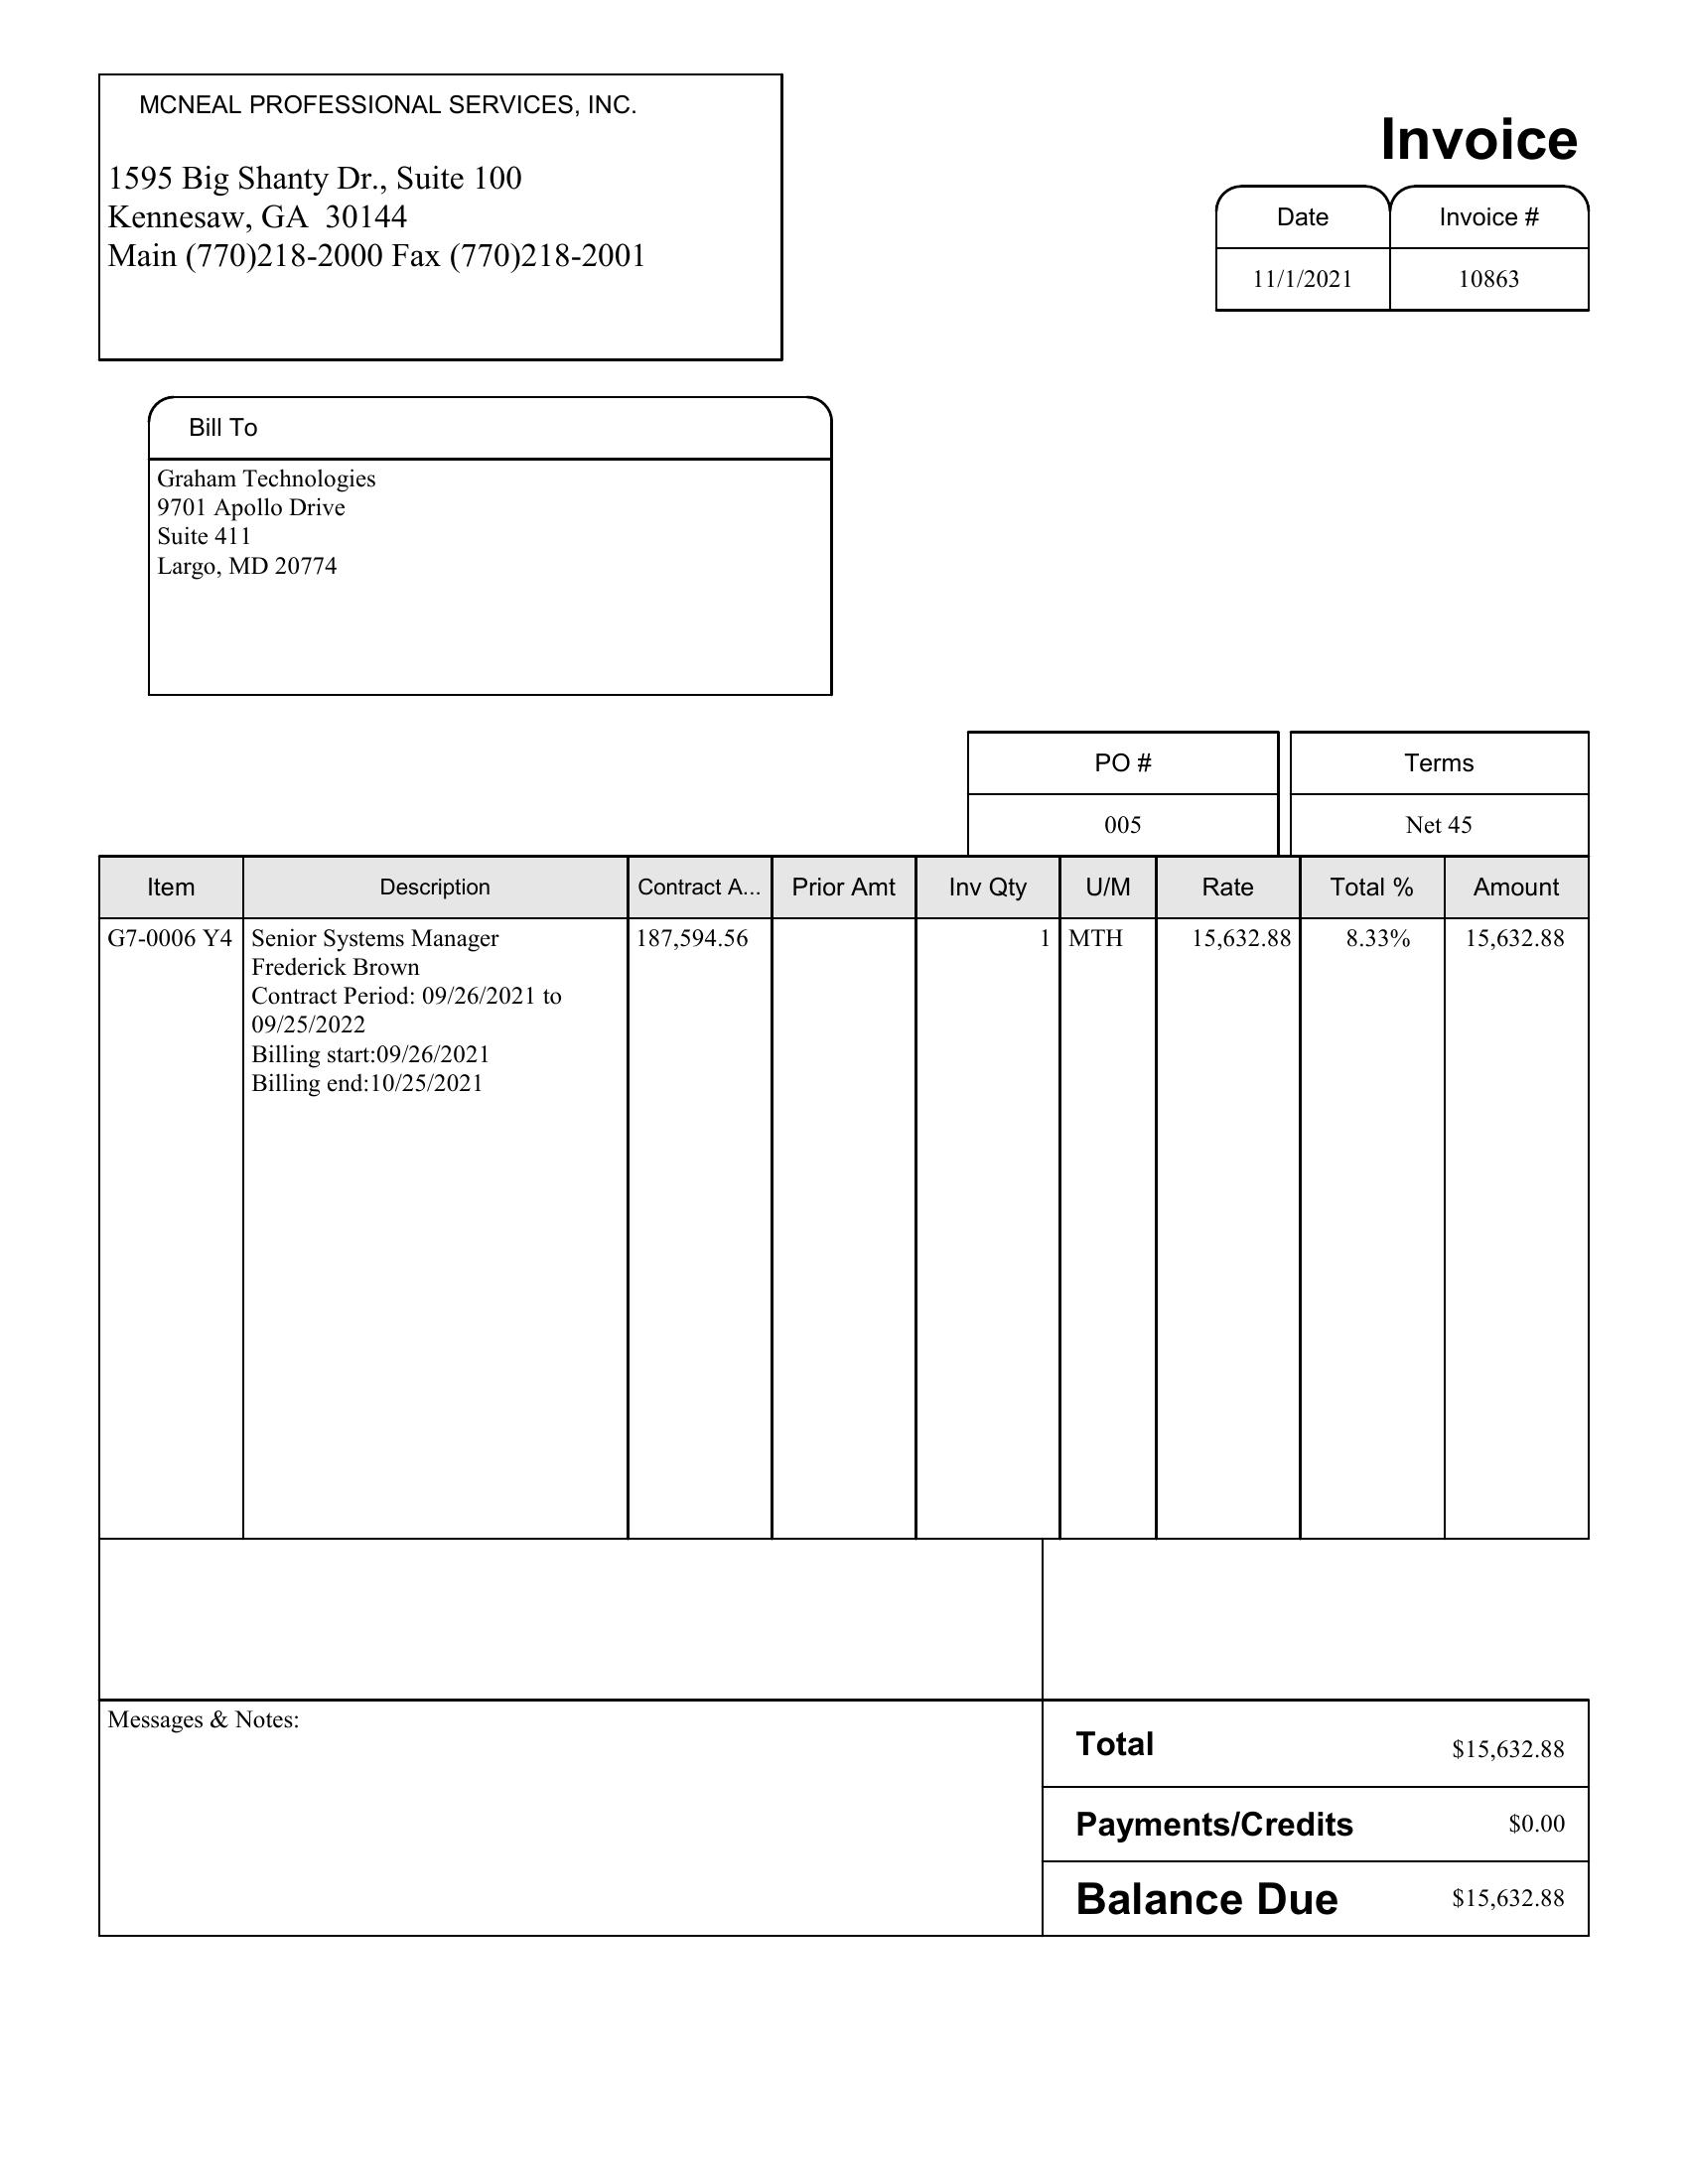 MCNEAL PROFESSIONAL SERVICES, INC.
1595 Big Shanty Dr., Suite 100
Kennesaw, GA  30144
Main (770)218-2000 Fax (770)218-2001
Invoice
Date Invoice #
11/1/2021 10863
Bill To
Graham Technologies
9701 Apollo Drive
Suite 411
Largo, MD 20774
PO # Terms
005 Net 45
Item Description Contract A... Prior Amt Inv Qty U/M Rate Total % Amount
G7-0006 Y4 Senior Systems Manager 187,594.56 1 MTH 15,632.88 8.33% 15,632.88
Frederick Brown
Contract Period: 09/26/2021 to
09/25/2022
Billing start:09/26/2021
Billing end:10/25/2021
Messages & Notes:
Total $15,632.88
Payments/Credits $0.00
Balance Due $15,632.88